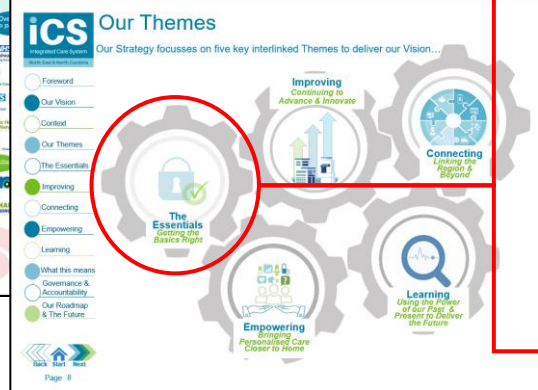 ics
Integrated Care System
North East & North Cumbria
Our Themes
Our Strategy focusses on five key interlinked Themes to deliver our Vision…
Foreword
Our Vision
Context
Our Themes
The Essentials
Improving
Connecting
Empowering
Learning
What this means
Governance &
Accountability
Our Roadmap
& The Future
Back Start Next
Page 8
Improving
Continuing to
Advance & Innovate
Connecting
Linking the
Region &
Beyond
The
Essentials
Getting the
Basics Right
Empowering
Bringing
Personalised Care
Closer to Home
Learning
Using the Power
of our Past &
Present to Deliver
the Future